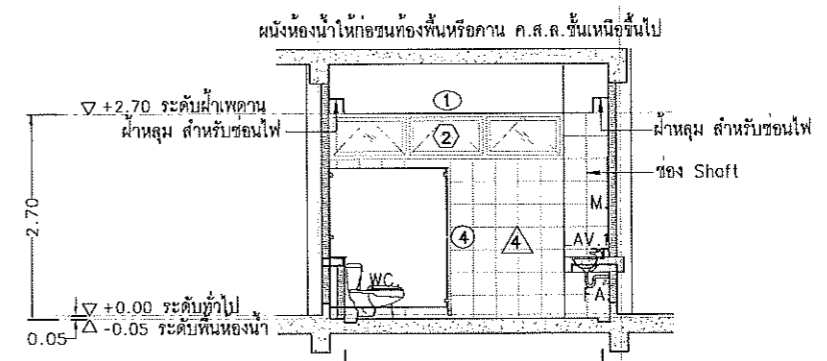 ผนังห้องน้ำให้ก่อชนท้องพื้นหรือคาน ค.ส.ล.ชั้นเหนือขึ้นไป
+2.70 ระดับฝ้าเพดาน
1
ฝ้าหลุม สำหรับซ่อนไฟ
2
ฝ้าหลุม สำหรับซ่อนไฟ
ช่อง Shaft
2.70
M.
4
4
AV.1
WC.
FA.
+0.00 ระดับทั่วไป
-0.05 ระดับพื้นห้องน้ำ
0.05